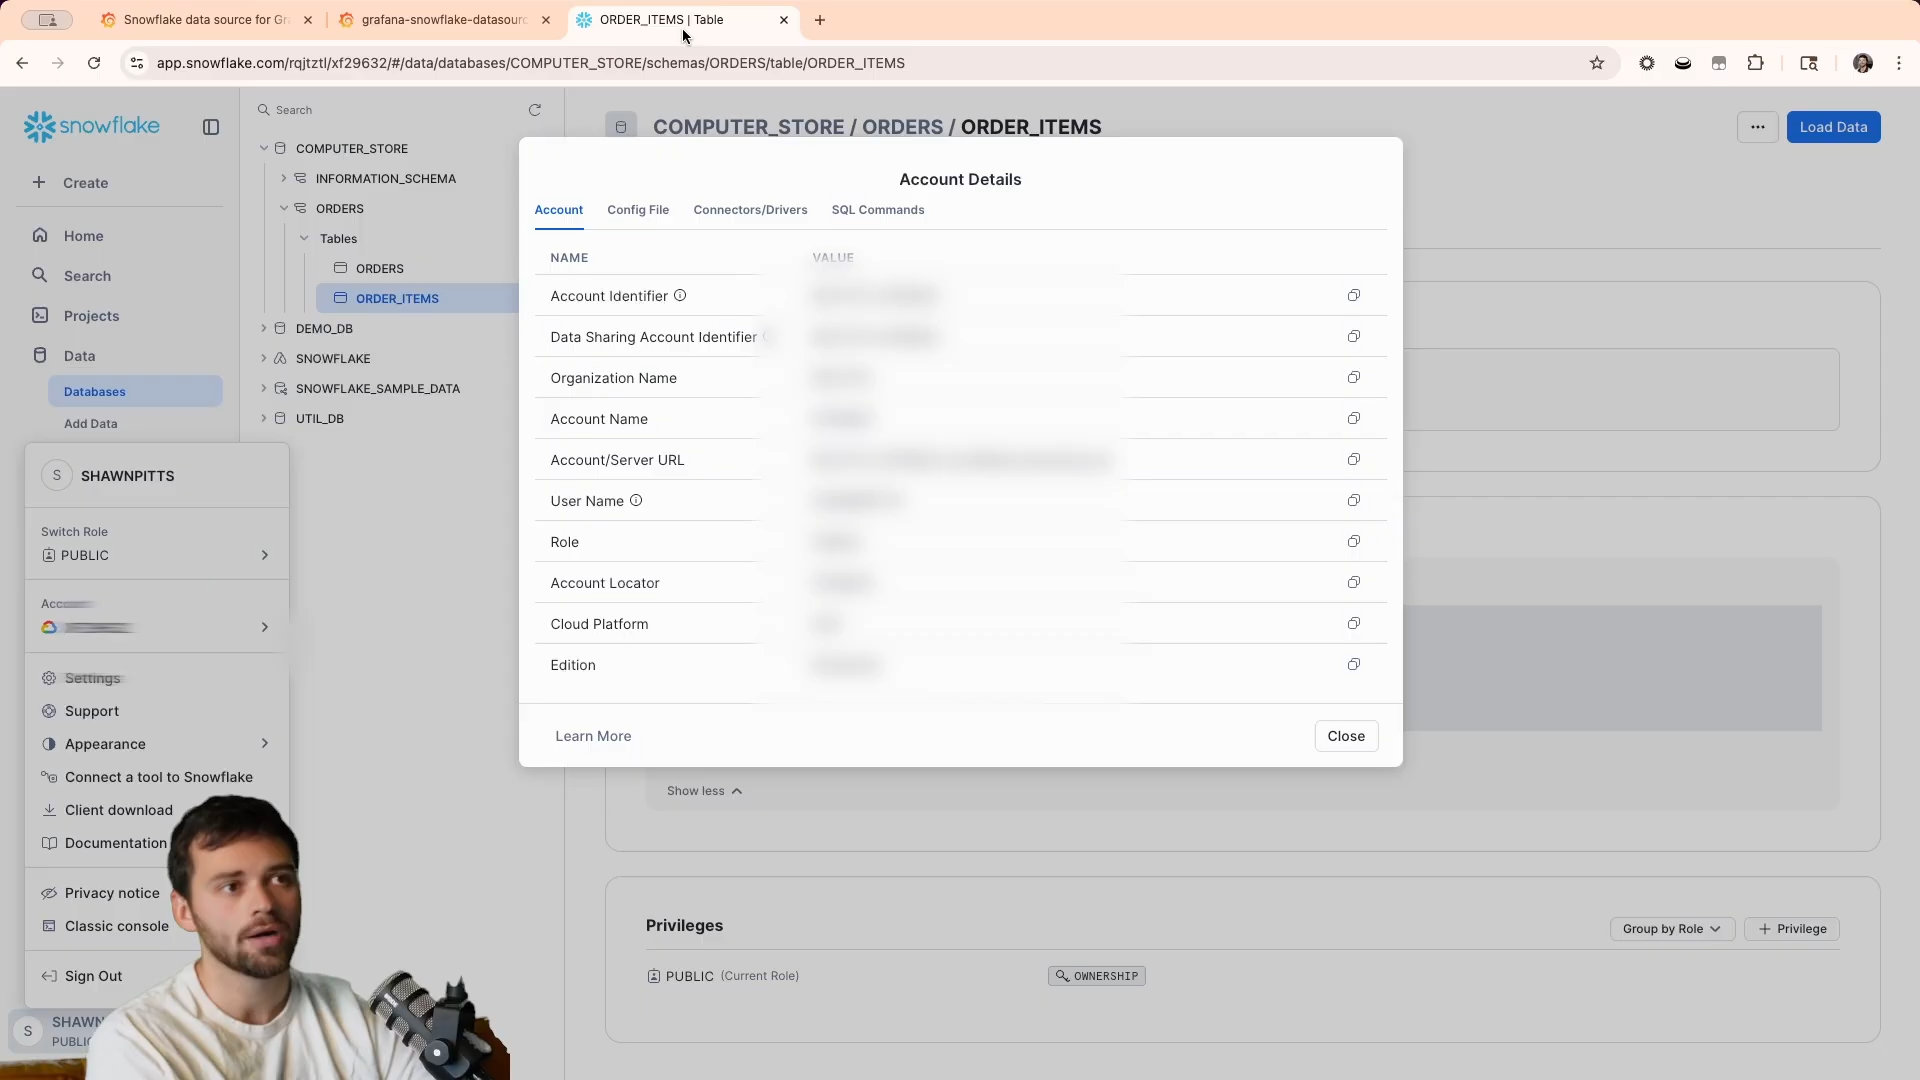 Snowflake data source for Gr
grafana-snowflake-datasourc
ORDER_ITEMS | Table
app.snowflake.com/rqjtztl/xf29632/#/data/databases/COMPUTER_STORE/schemas/ORDERS/table/ORDER_ITEMS
snowflake
Create
Home
Search
Projects
Data
Databases
Add Data
Search
COMPUTER_STORE
INFORMATION_SCHEMA
ORDERS
Tables
ORDERS
ORDER_ITEMS
DEMO_DB
SNOWFLAKE
SNOWFLAKE_SAMPLE_DATA
UTIL_DB
S SHAWNPITTS
Switch Role
PUBLIC
Settings
Support
Appearance
Connect a tool to Snowflake
Client download
Documentation
Privacy notice
Classic console
Sign Out
S
SHAWN
PUBLIC
COMPUTER_STORE / ORDERS / ORDER_ITEMS
... Load Data
Account Details
Account Config File Connectors/Drivers SQL Commands
NAME VALUE
Account Identifier
Data Sharing Account Identifier
Organization Name
Account Name
Account/Server URL
User Name
Role
Account Locator
Cloud Platform
Edition
Learn More Close
Show less
Privileges
Group by Role + Privilege
PUBLIC (Current Role) OWNERSHIP